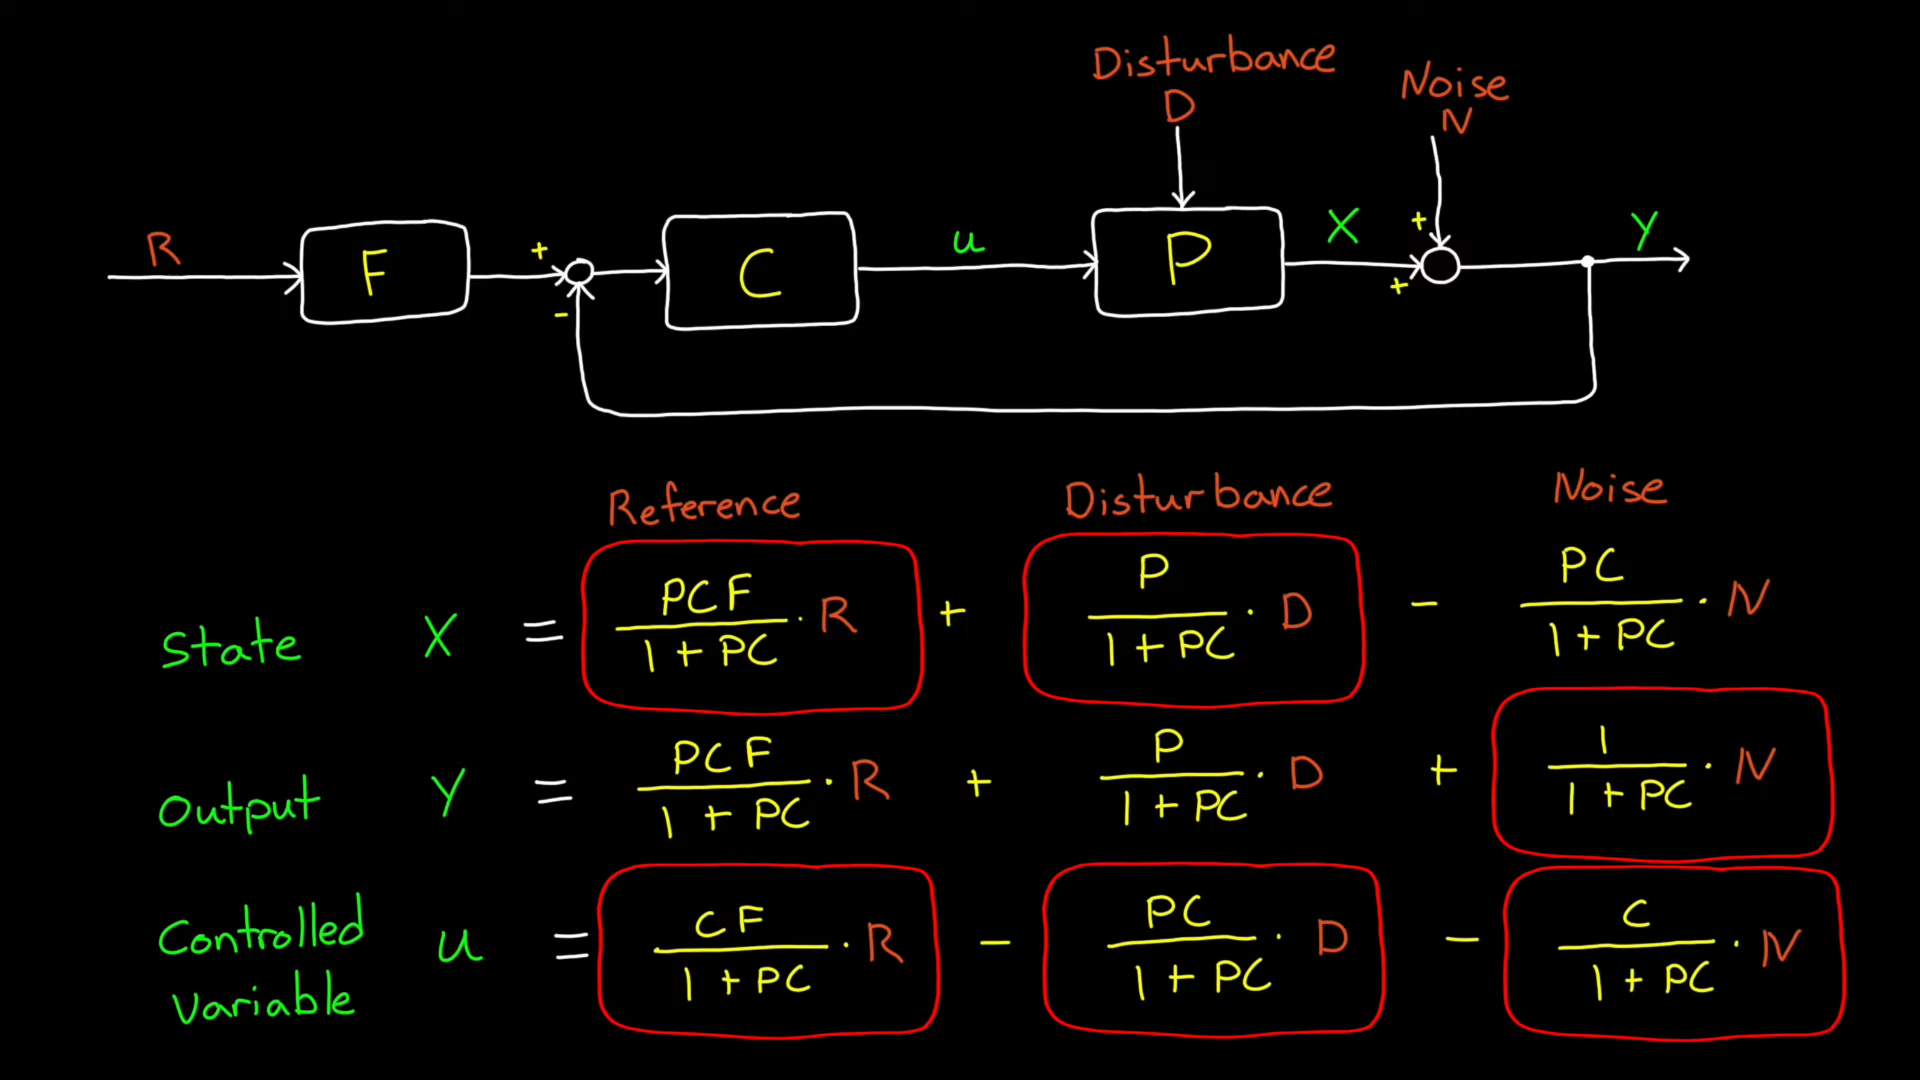 Disturbance
D
Noise
N
R F + - C u P X + + Y
Reference Disturbance Noise
State X = PCF / 1 + PC · R + P / 1 + PC · D - PC / 1 + PC · N
Output Y = PCF / 1 + PC · R + P / 1 + PC · D + 1 / 1 + PC · N
Controlled variable u = CF / 1 + PC · R - PC / 1 + PC · D - C / 1 + PC · N